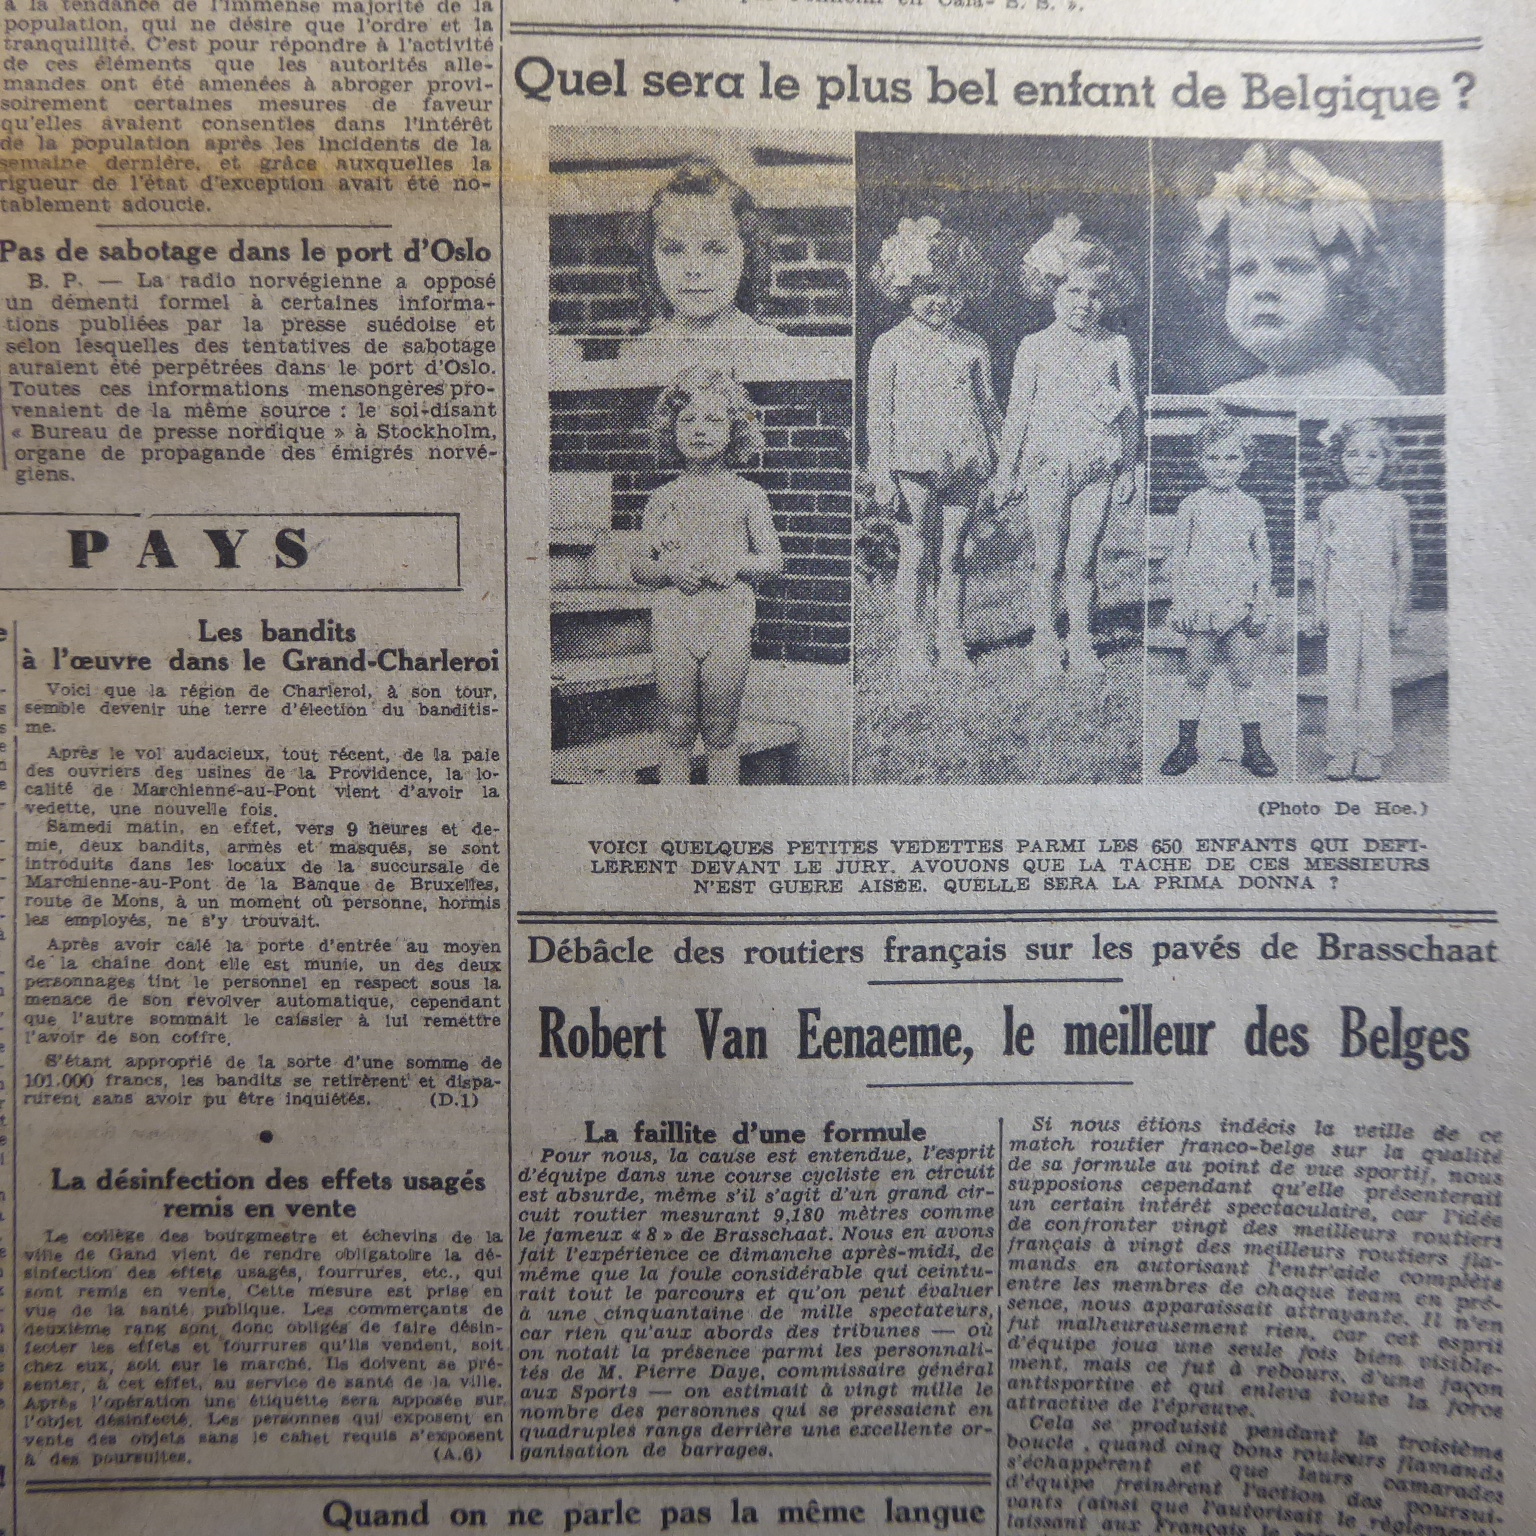 à la tendance de l'immense majorité de la
population, qui ne désire que l'ordre et la
tranquillité. C'est pour répondre à l'activité
de ces éléments que les autorités alle-
mandes ont été amenées à abroger provi-
soirement certaines mesures de faveur
qu'elles avaient consenties dans l'intérêt
de la population après les incidents de la
semaine dernière, et grâce auxquelles la
rigueur de l'état d'exception avait été no-
tablement adoucie.
Pas de sabotage dans le port d'Oslo
B. P. — La radio norvégienne a opposé
un démenti formel à certaines informa-
tions publiées par la presse suédoise et
selon lesquelles des tentatives de sabotage
auraient été perpétrées dans le port d'Oslo.
Toutes ces informations mensongères pro-
venaient de la même source : le soi-disant
« Bureau de presse nordique » à Stockholm,
organe de propagande des émigrés norvé-
giens.
PAYS
Les bandits
à l'œuvre dans le Grand-Charleroi
Voici que la région de Charleroi, à son tour,
semble devenir une terre d'élection du banditis-
me.
Après le vol audacieux, tout récent, de la paie
des ouvriers des usines de la Providence, la lo-
calité de Marchienne-au-Pont vient d'avoir la
vedette, une nouvelle fois.
Samedi matin, en effet, vers 9 heures et de-
mie, deux bandits, armés et masqués, se sont
introduits dans les locaux de la succursale de
Marchienne-au-Pont de la Banque de Bruxelles,
route de Mons, à un moment où personne, hormis
les employés, ne s'y trouvait.
Après avoir calé la porte d'entrée au moyen
de la chaîne dont elle est munie, un des deux
personnages tint le personnel en respect sous la
menace de son revolver automatique, cependant
que l'autre sommait le caissier à lui remettre
l'avoir de son coffre.
S'étant approprié de la sorte d'une somme de
101.000 francs, les bandits se retirèrent et dispa-
rurent sans avoir pu être inquiétés. (D.1)
La désinfection des effets usagés
remis en vente
Le collège des bourgmestre et échevins de la
ville de Gand vient de rendre obligatoire la dé-
sinfection des effets usagés, fourrures, etc., qui
sont remis en vente. Cette mesure est prise en
vue de la santé publique. Les commerçants de
deuxième rang sont donc obligés de faire désin-
fecter les effets et fourrures qu'ils vendent, soit
chez eux, soit sur le marché. Ils doivent se pré-
senter, à cet effet, au service de santé de la ville.
Après l'opération une étiquette sera apposée sur
l'objet désinfecté. Les personnes qui exposent en
vente des objets sans le cahet requis s'exposent
à des poursuites. (A.6)
Quel sera le plus bel enfant de Belgique ?
(Photo De Hoe.)
VOICI QUELQUES PETITES VEDETTES PARMI LES 650 ENFANTS QUI DEFI-
LERENT DEVANT LE JURY. AVOUONS QUE LA TACHE DE CES MESSIEURS
N'EST GUERE AISÉE. QUELLE SERA LA PRIMA DONNA ?
Débâcle des routiers français sur les pavés de Brasschaat
Robert Van Eenaeme, le meilleur des Belges
La faillite d'une formule
Pour nous, la cause est entendue, l'esprit
d'équipe dans une course cycliste en circuit
est absurde, même s'il s'agit d'un grand cir-
cuit routier mesurant 9,180 mètres comme
le fameux « 8 » de Brasschaat. Nous en avons
fait l'expérience ce dimanche après-midi, de
même que la foule considérable qui ceintu-
rait tout le parcours et qu'on peut évaluer
à une cinquantaine de mille spectateurs,
car rien qu'aux abords des tribunes — où
on notait la présence parmi les personnali-
tés de M. Pierre Daye, commissaire général
aux Sports — on estimait à vingt mille le
nombre des personnes qui se pressaient en
quadruples rangs derrière une excellente or-
ganisation de barrages.
Si nous étions indécis la veille de ce
match routier franco-belge sur la qualité
de sa formule au point de vue sportif, nous
supposions cependant qu'elle présenterait
un certain intérêt spectaculaire, car l'idée
de confronter vingt des meilleurs routiers
français à vingt des meilleurs routiers fla-
mands en autorisant l'entr'aide complète
entre les membres de chaque team en pré-
sence, nous apparaissait attrayante. Il n'en
fut malheureusement rien, car cet esprit
d'équipe joua une seule fois bien visible-
ment, mais ce fut à rebours, d'une façon
antisportive et qui enleva toute la force
attractive de l'épreuve.
Cela se produisit pendant la troisième
boucle , quand cinq bons rouleurs flamands
s'échappèrent et que leurs camarades
d'équipe freinèrent l'action des poursui-
vants (ainsi que l'autorisait le règlem
laissant aux Français le
Quand on ne parle pas la même langue